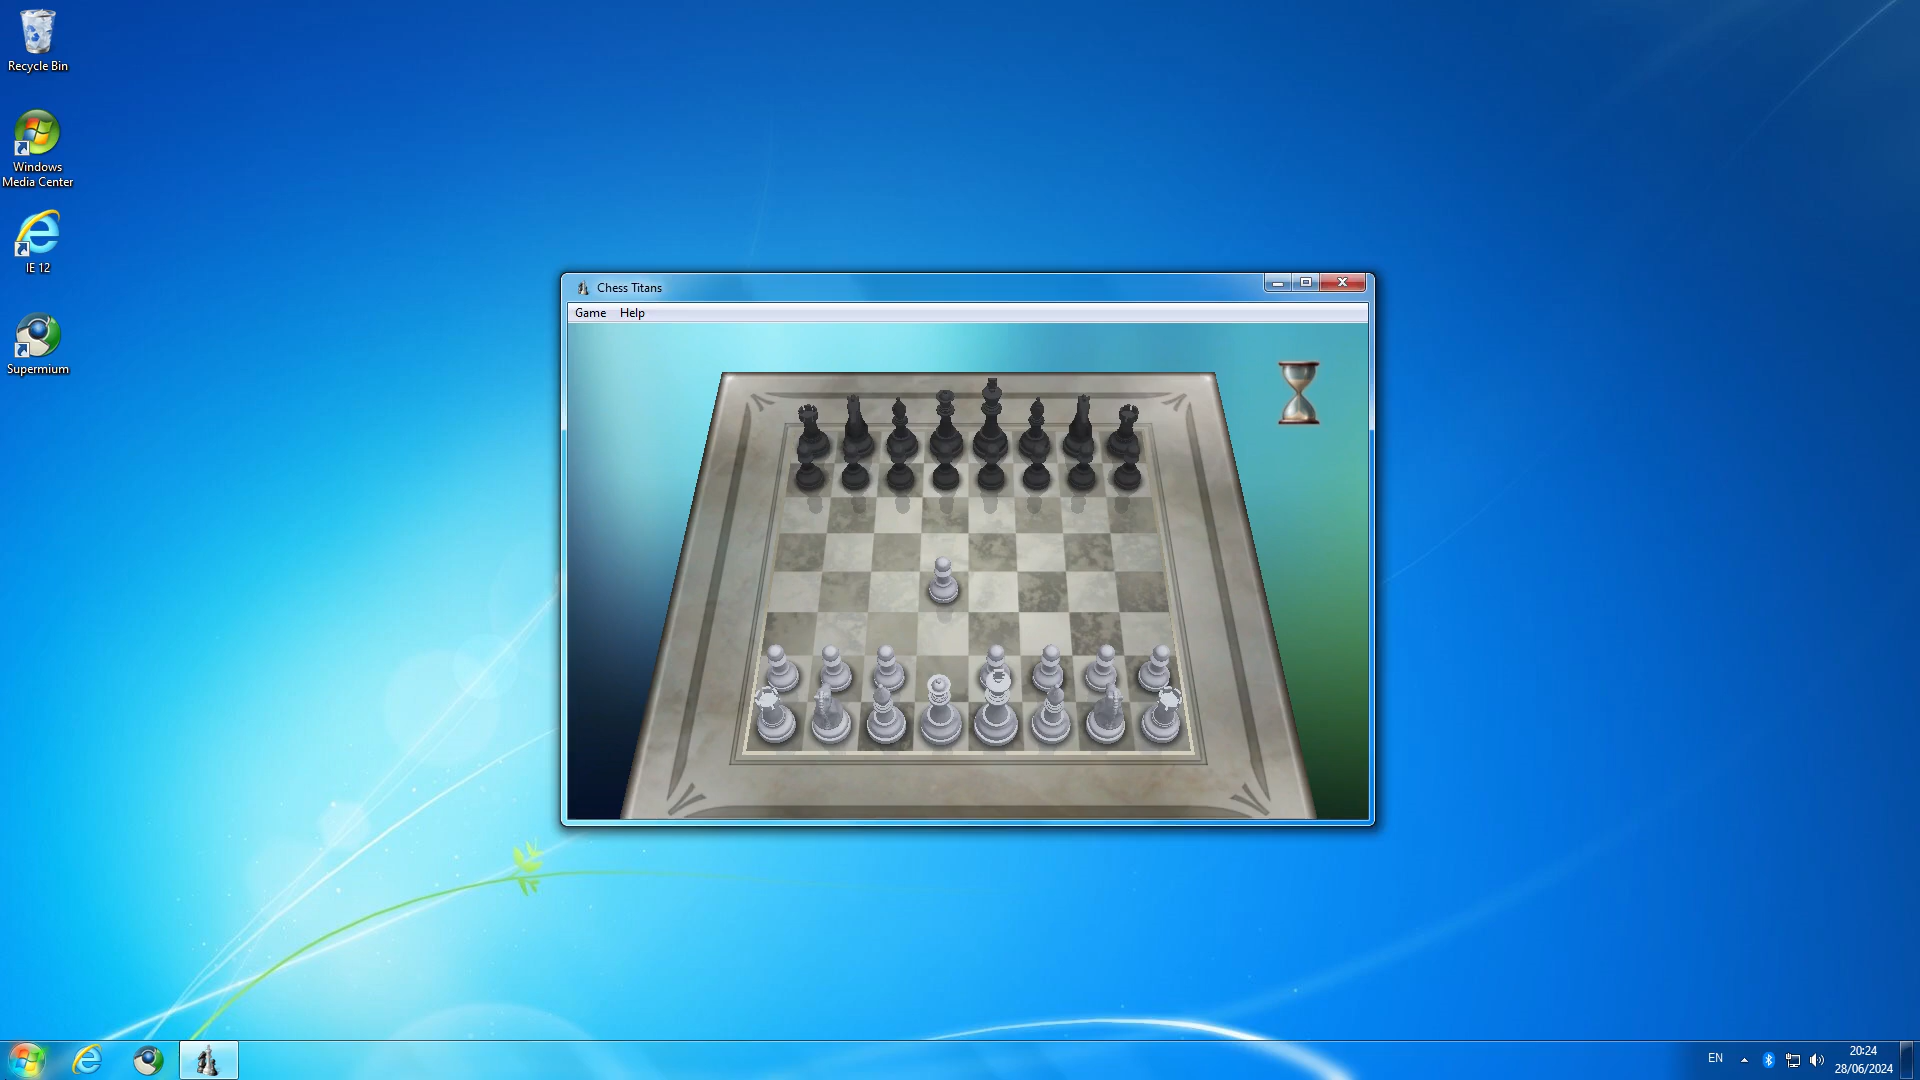 Recycle Bin
Windows
Media Center
IE 12
Supermium
Chess Titans
Game Help
EN
20:24
28/06/2024